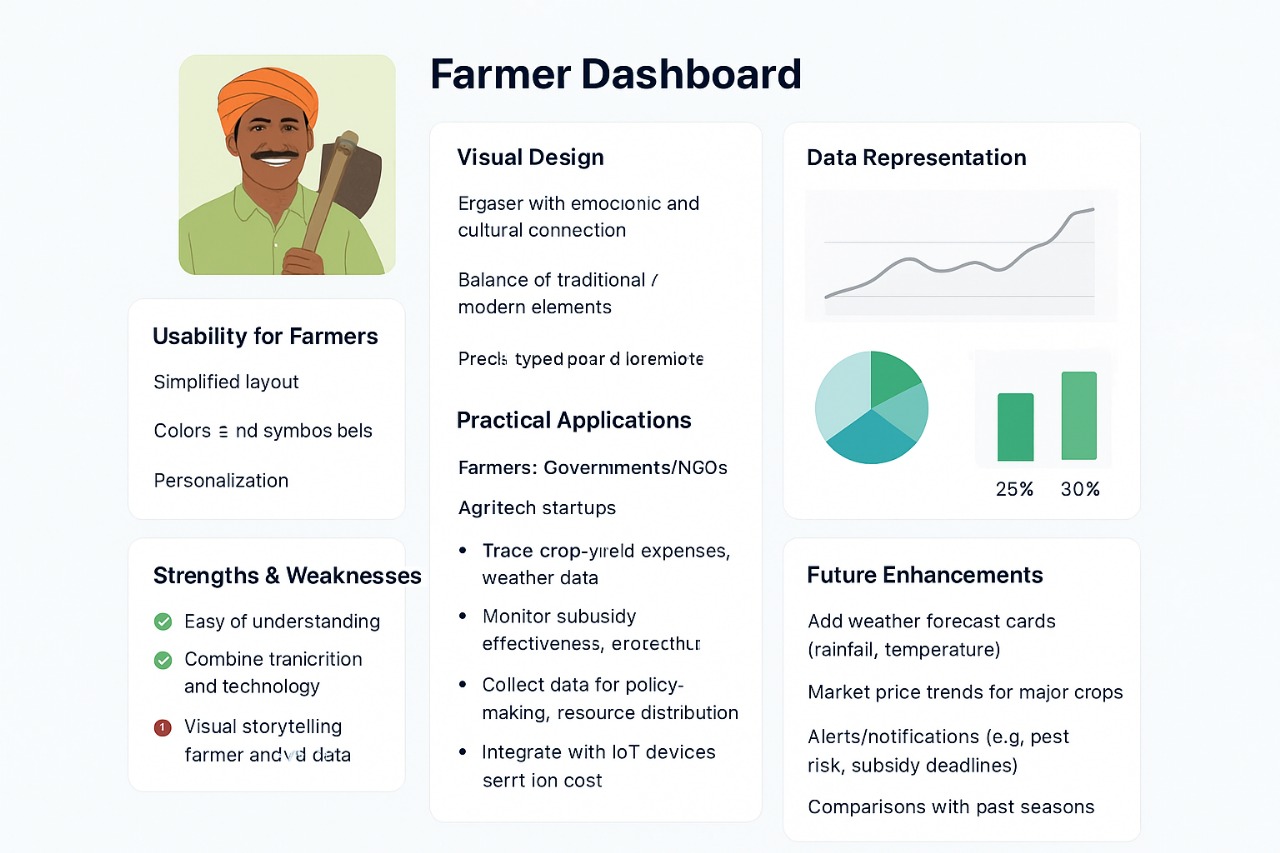 Farmer Dashboard
Usability for Farmers
Simplified layout
Colors nd symbos bels
Personalization
Strengths & Weaknesses
Easy of understanding
Combine tranicrition
and technology
1
Visual storytelling
farmer data
Visual Design
Ergaser with emocionic and
cultural connection
Balance of traditional /
modern elements
typed poar d loremiote
Practical Applications
Farmers: Governments/NGOs
Agritech startups
• Trace crop-yireld expenses,
weather data
• Monitor subusidy
effectiveness,
• Collect data for policy-
making, resource distribution
• Integrate with IoT devices
serrt ion cost
Data Representation
25% 30%
Future Enhancements
Add weather forecast cards
(rainfail, temperature)
Market price trends for major crops
Alerts/notifications (e.g, pest
risk, subsidy deadlines)
Comparisons with past seasons